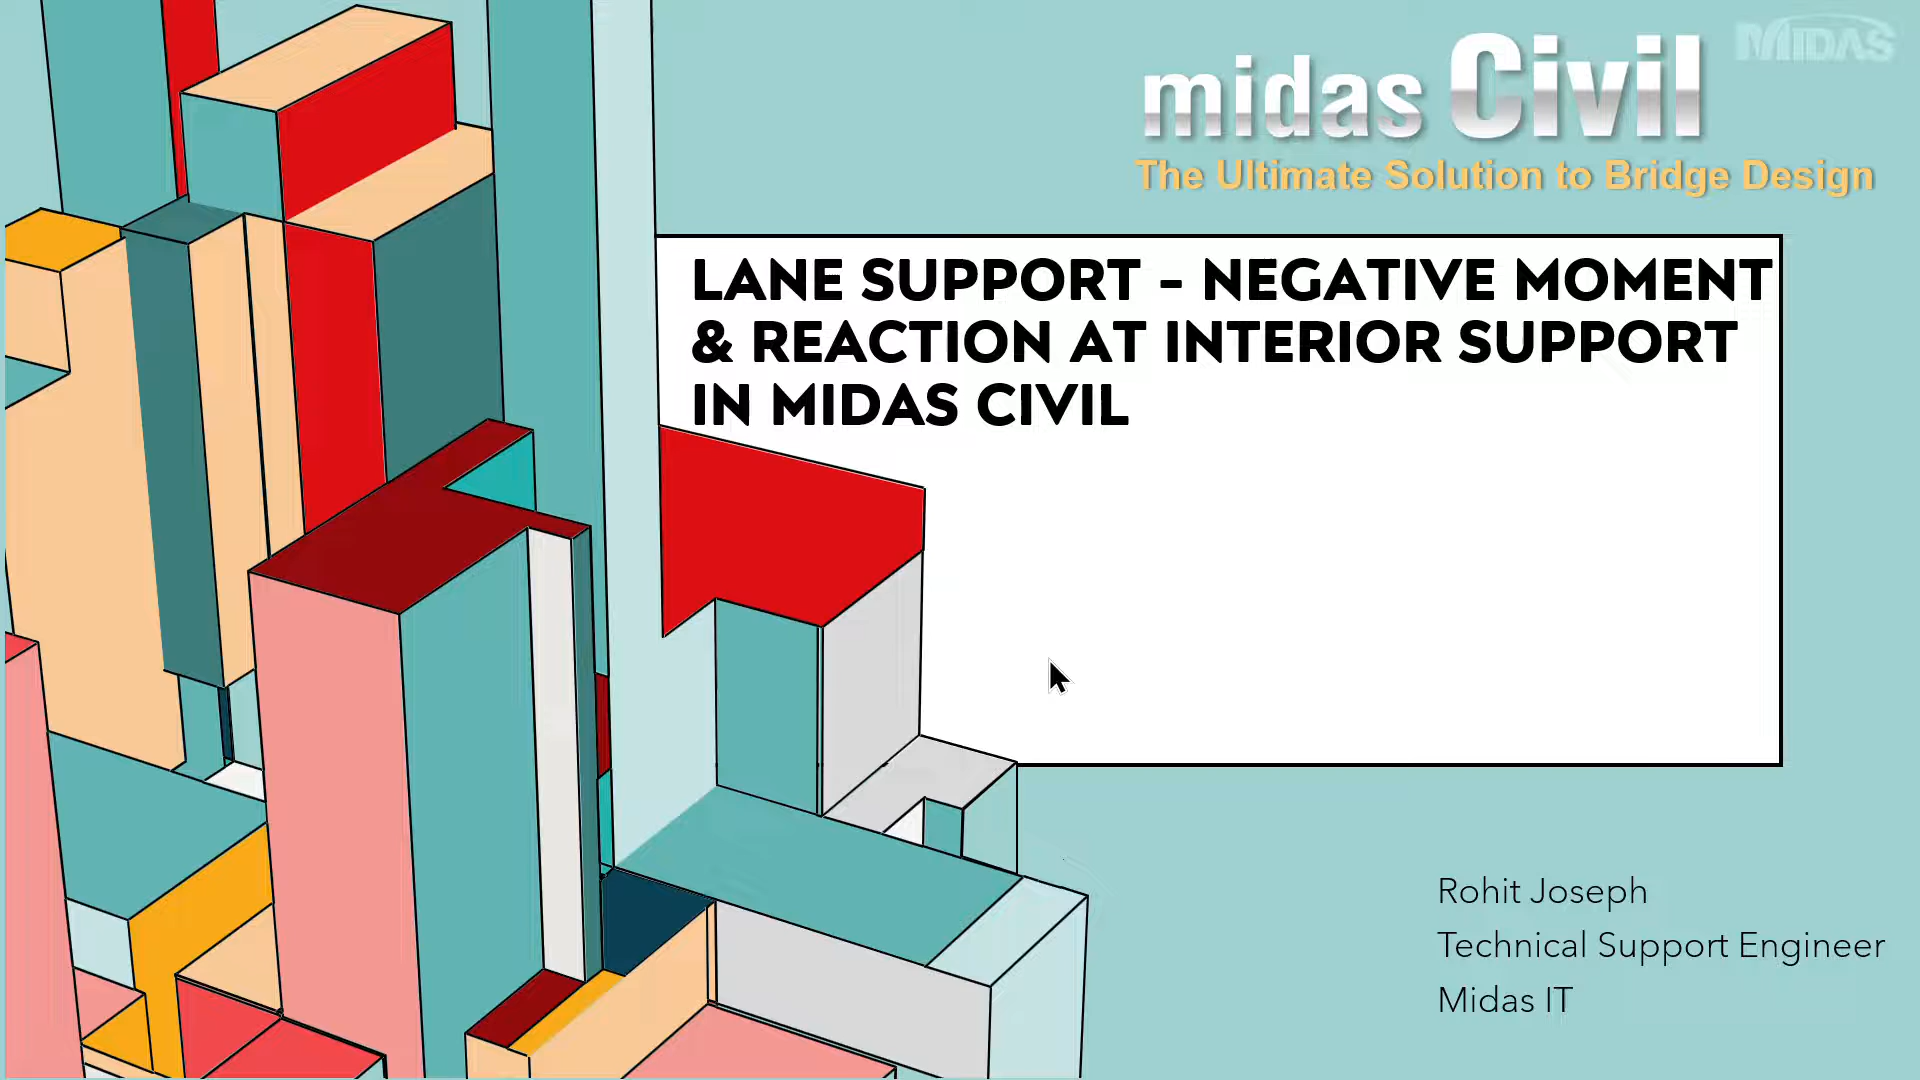 MIDAS
midas Civil
The Ultimate Solution to Bridge Design
LANE SUPPORT - NEGATIVE MOMENT
& REACTION AT INTERIOR SUPPORT
IN MIDAS CIVIL
Rohit Joseph
Technical Support Engineer
Midas IT